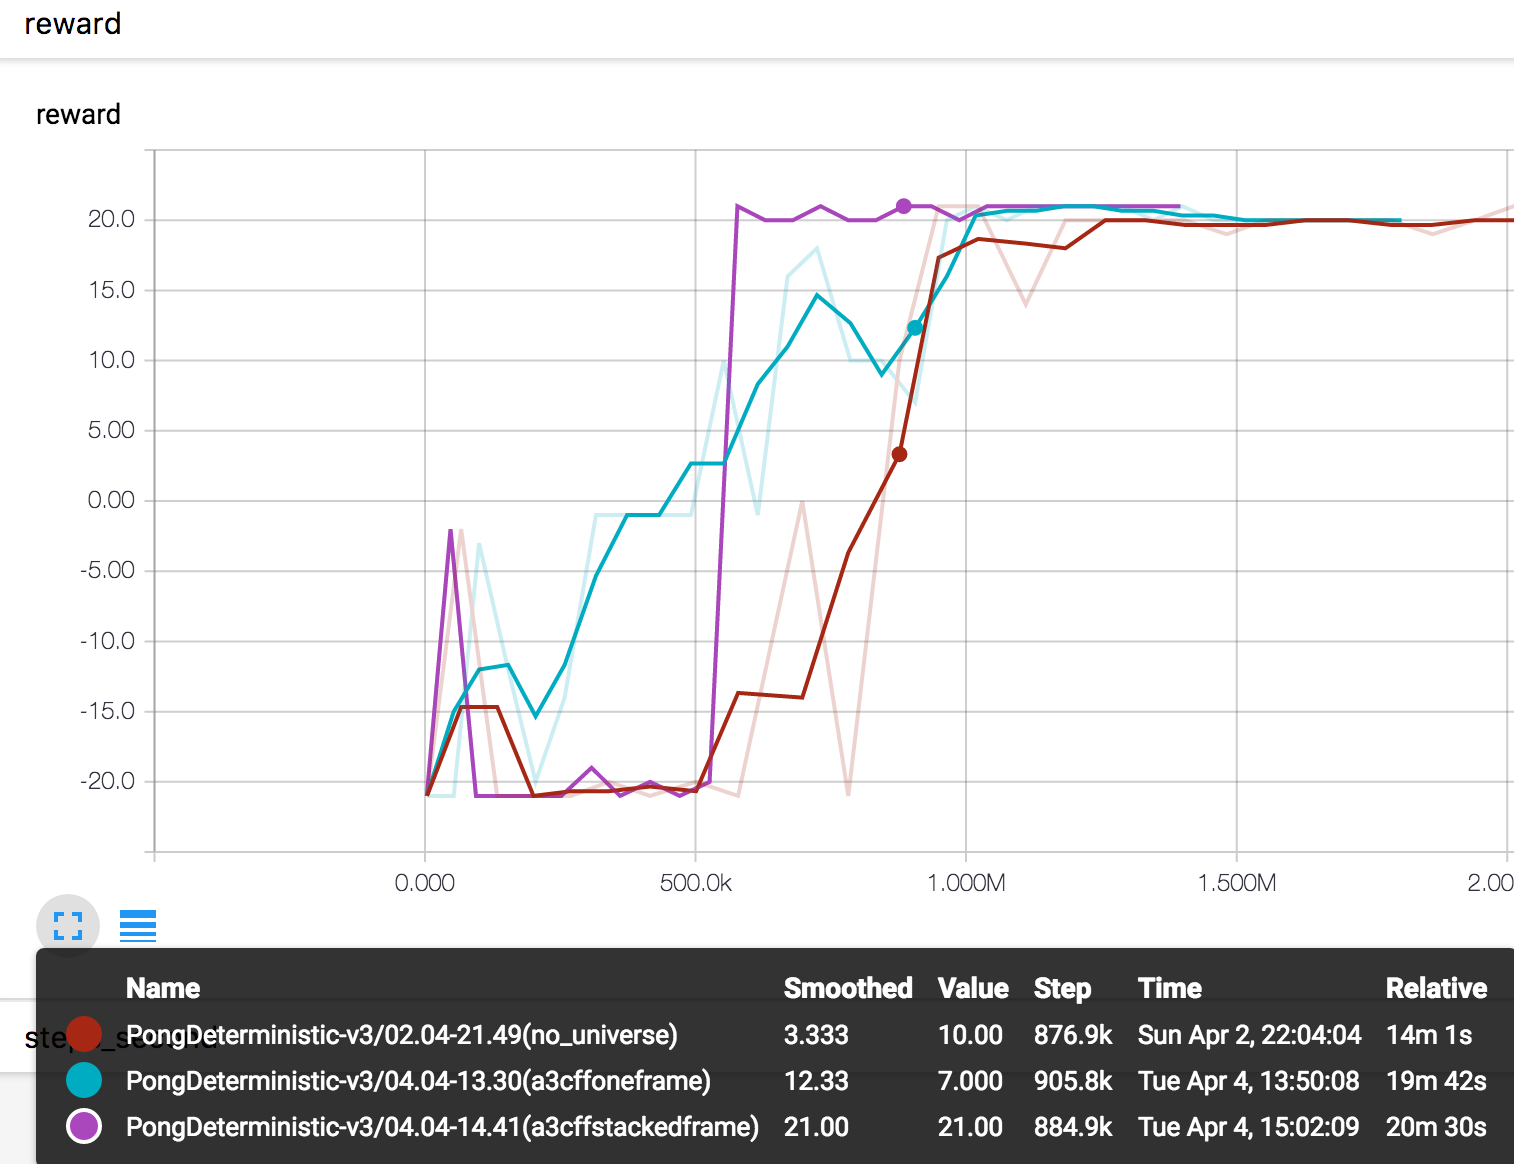 reward
reward
20.0
15.0
10.0
5.00
0.00
-5.00
-10.0
-15.0
-20.0
0.000 500.0k 1.000M 1.500M 2.00
Name Smoothed Value Step Time Relative
PongDeterministic-v3/02.04-21.49(no_universe) 3.333 10.00 876.9k Sun Apr 2, 22:04:04 14m 1s
PongDeterministic-v3/04.04-13.30(a3cffoneframe) 12.33 7.000 905.8k Tue Apr 4, 13:50:08 19m 42s
PongDeterministic-v3/04.04-14.41(a3cffstackedframe) 21.00 21.00 884.9k Tue Apr 4, 15:02:09 20m 30s